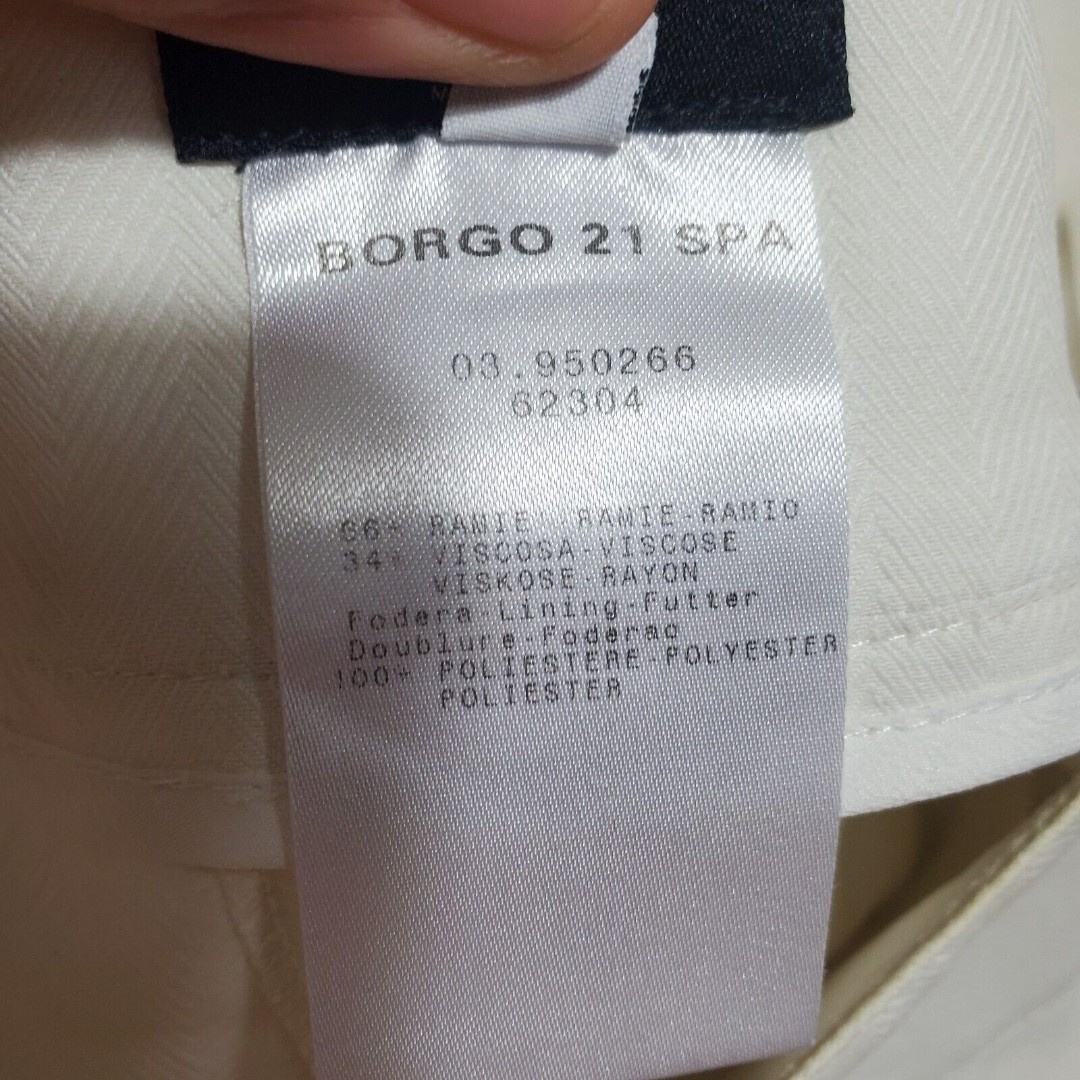 BORGO 21 SPA
03.950266
62304
66% RAMIE RAMIE-RAMIO
34% VISCOSA-VISCOSE
VISKOSE-RAYON
Fodera-Lining-Futter
Doublure-Foderac
100% POLIESTERE-POLYESTER
POLIESTER